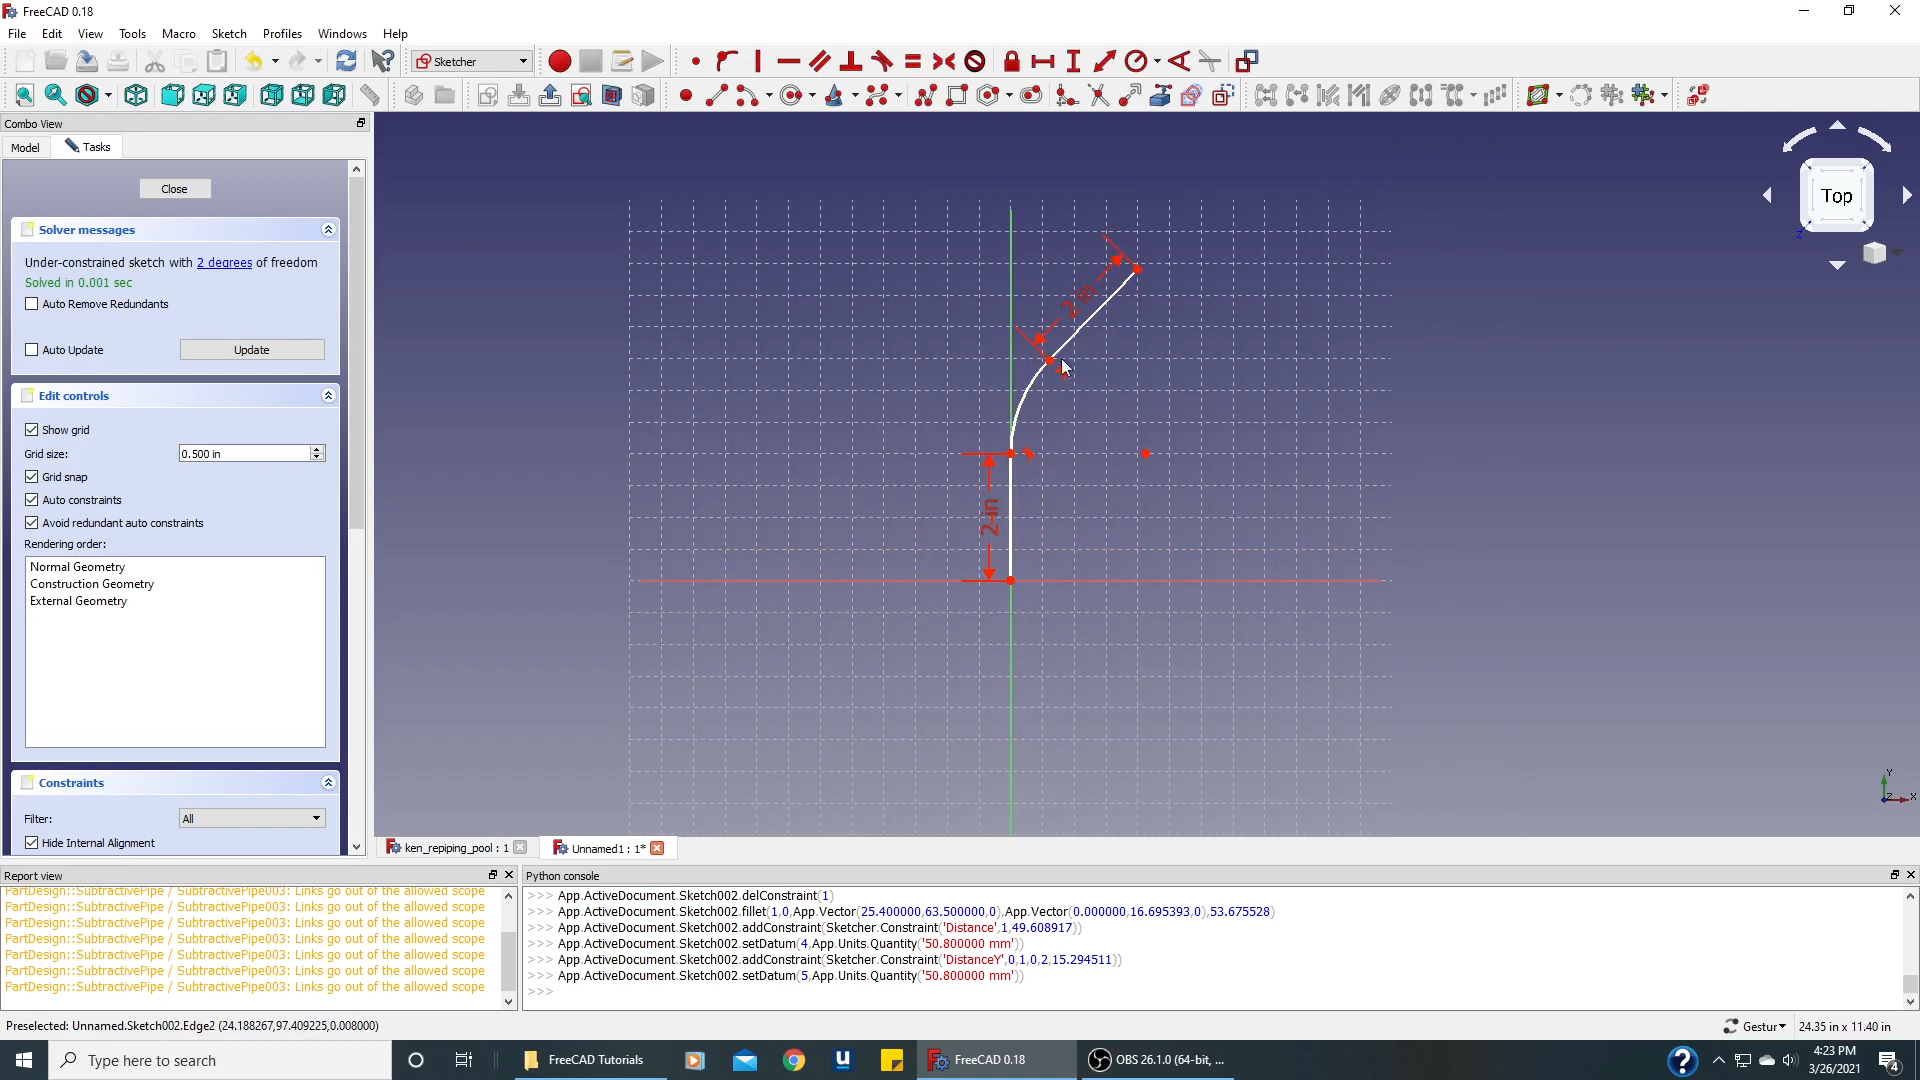 FreeCAD 0.18
File Edit View Tools Macro Sketch Profiles Windows Help
Sketcher
Combo View
Model Tasks
Close
Solver messages
Under-constrained sketch with 2 degrees of freedom
Solved in 0.001 sec
Auto Remove Redundants
Auto Update Update
Edit controls
Show grid
Grid size: 0.500 in
Grid snap
Auto constraints
Avoid redundant auto constraints
Rendering order:
Normal Geometry
Construction Geometry
External Geometry
Constraints
Filter: All
Hide Internal Alignment
2 in
2 in
Top
Z
Y
Z X
ken_repiping_pool : 1 Unnamed1 : 1*
Report view
PartDesign::SubtractivePipe / SubtractivePipe003: Links go out of the allowed scope
PartDesign::SubtractivePipe / SubtractivePipe003: Links go out of the allowed scope
PartDesign::SubtractivePipe / SubtractivePipe003: Links go out of the allowed scope
PartDesign::SubtractivePipe / SubtractivePipe003: Links go out of the allowed scope
PartDesign::SubtractivePipe / SubtractivePipe003: Links go out of the allowed scope
PartDesign::SubtractivePipe / SubtractivePipe003: Links go out of the allowed scope
PartDesign::SubtractivePipe / SubtractivePipe003: Links go out of the allowed scope
Python console
>>> App.ActiveDocument.Sketch002.delConstraint(1)
>>> App.ActiveDocument.Sketch002.fillet(1,0,App.Vector(25.400000,63.500000,0),App.Vector(0.000000,16.695393,0),53.675528)
>>> App.ActiveDocument.Sketch002.addConstraint(Sketcher.Constraint('Distance',1,49.608917))
>>> App.ActiveDocument.Sketch002.setDatum(4,App.Units.Quantity('50.800000 mm'))
>>> App.ActiveDocument.Sketch002.addConstraint(Sketcher.Constraint('DistanceY',0,1,0,2,15.294511))
>>> App.ActiveDocument.Sketch002.setDatum(5,App.Units.Quantity('50.800000 mm'))
>>>
Preselected: Unnamed.Sketch002.Edge2 (24.188267,97.409225,0.008000)
Gestur 24.35 in x 11.40 in
Type here to search
FreeCAD Tutorials
FreeCAD 0.18
OBS 26.1.0 (64-bit, ...
4:23 PM
3/26/2021
4